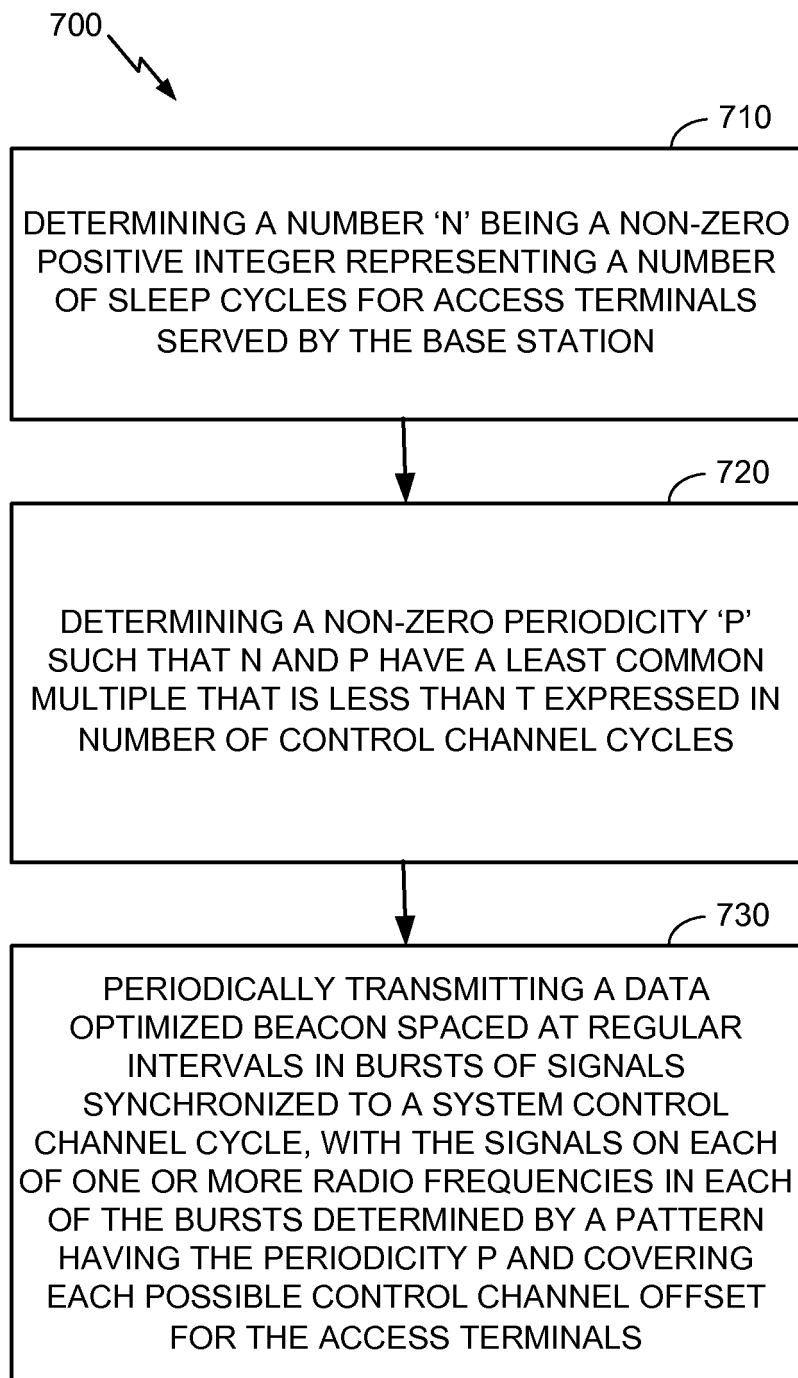 700
710
DETERMINING A NUMBER ‘N’ BEING A NON-ZERO
POSITIVE INTEGER REPRESENTING A NUMBER
OF SLEEP CYCLES FOR ACCESS TERMINALS
SERVED BY THE BASE STATION
720
DETERMINING A NON-ZERO PERIODICITY ‘P’
SUCH THAT N AND P HAVE A LEAST COMMON
MULTIPLE THAT IS LESS THAN T EXPRESSED IN
NUMBER OF CONTROL CHANNEL CYCLES
730
PERIODICALLY TRANSMITTING A DATA
OPTIMIZED BEACON SPACED AT REGULAR
INTERVALS IN BURSTS OF SIGNALS
SYNCHRONIZED TO A SYSTEM CONTROL
CHANNEL CYCLE, WITH THE SIGNALS ON EACH
OF ONE OR MORE RADIO FREQUENCIES IN EACH
OF THE BURSTS DETERMINED BY A PATTERN
HAVING THE PERIODICITY P AND COVERING
EACH POSSIBLE CONTROL CHANNEL OFFSET
FOR THE ACCESS TERMINALS